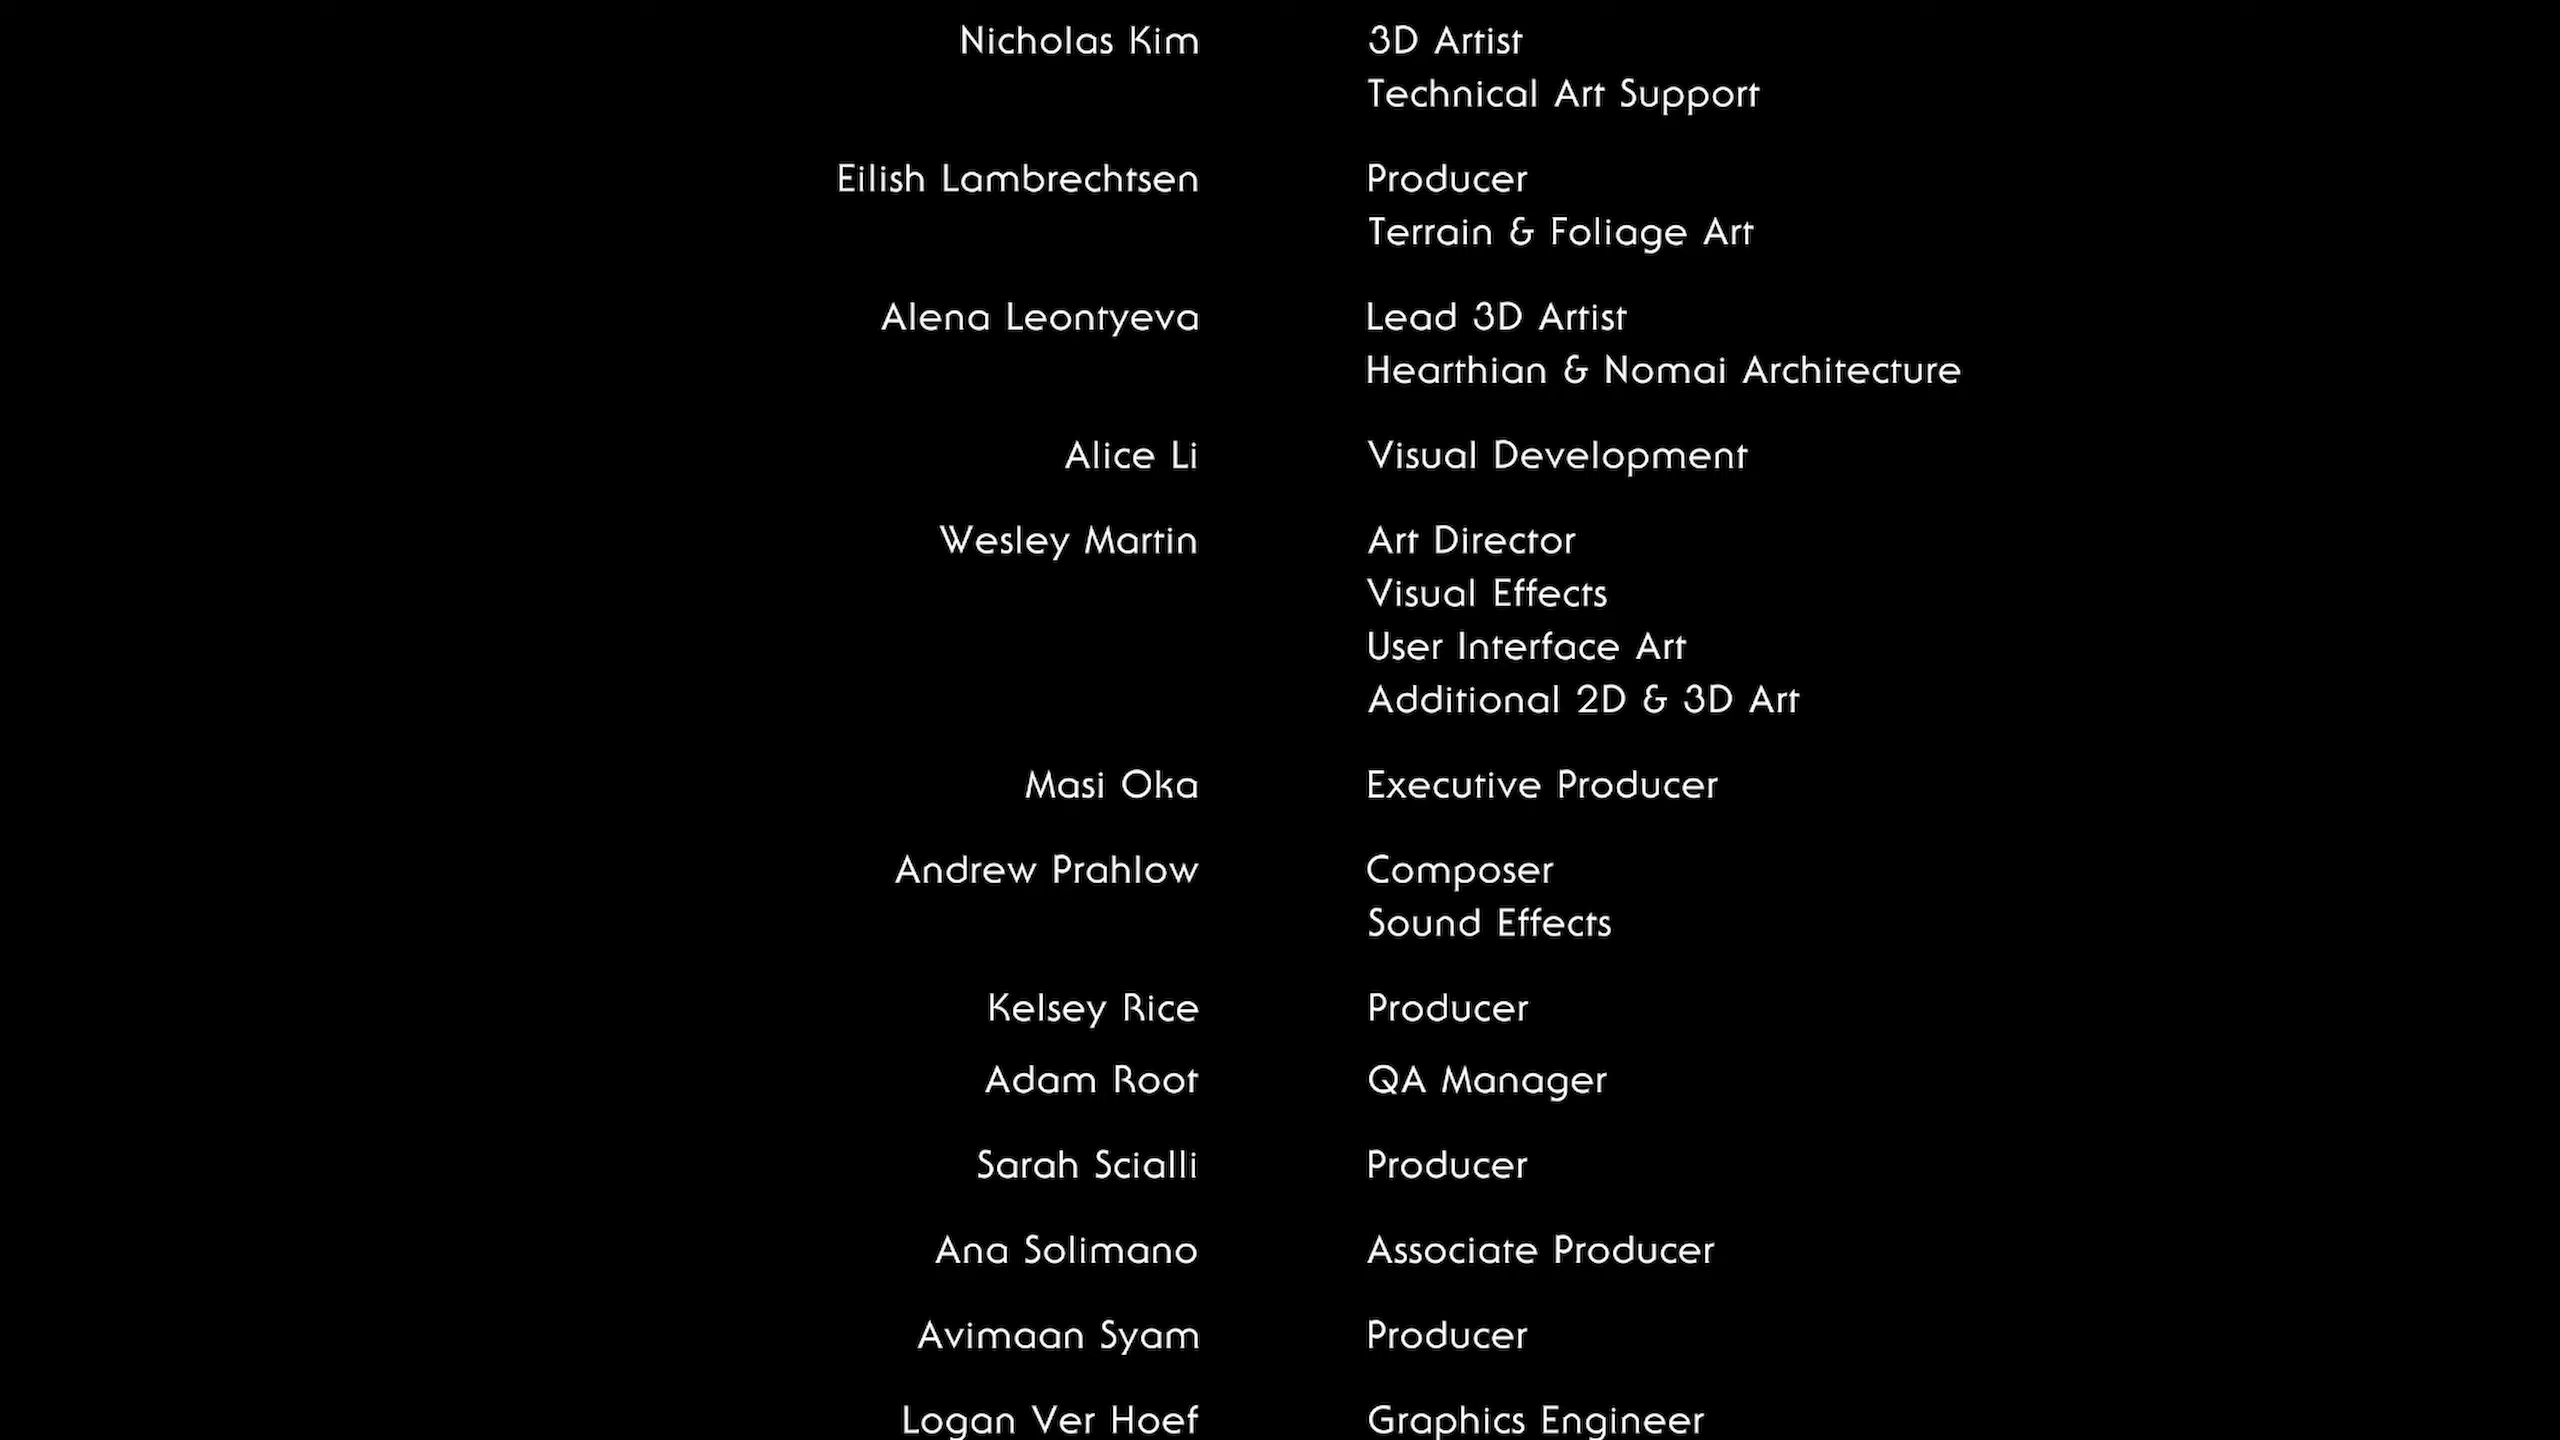 Nicholas Kim 3D Artist
Technical Art Support
Eilish Lambrechtsen Producer
Terrain & Foliage Art
Alena Leontyeva Lead 3D Artist
Hearthian & Nomai Architecture
Alice Li Visual Development
Wesley Martin Art Director
Visual Effects
User Interface Art
Additional 2D & 3D Art
Masi Oka Executive Producer
Andrew Prahlow Composer
Sound Effects
Kelsey Rice Producer
Adam Root QA Manager
Sarah Scialli Producer
Ana Solimano Associate Producer
Avimaan Syam Producer
Logan Ver Hoef Graphics Engineer